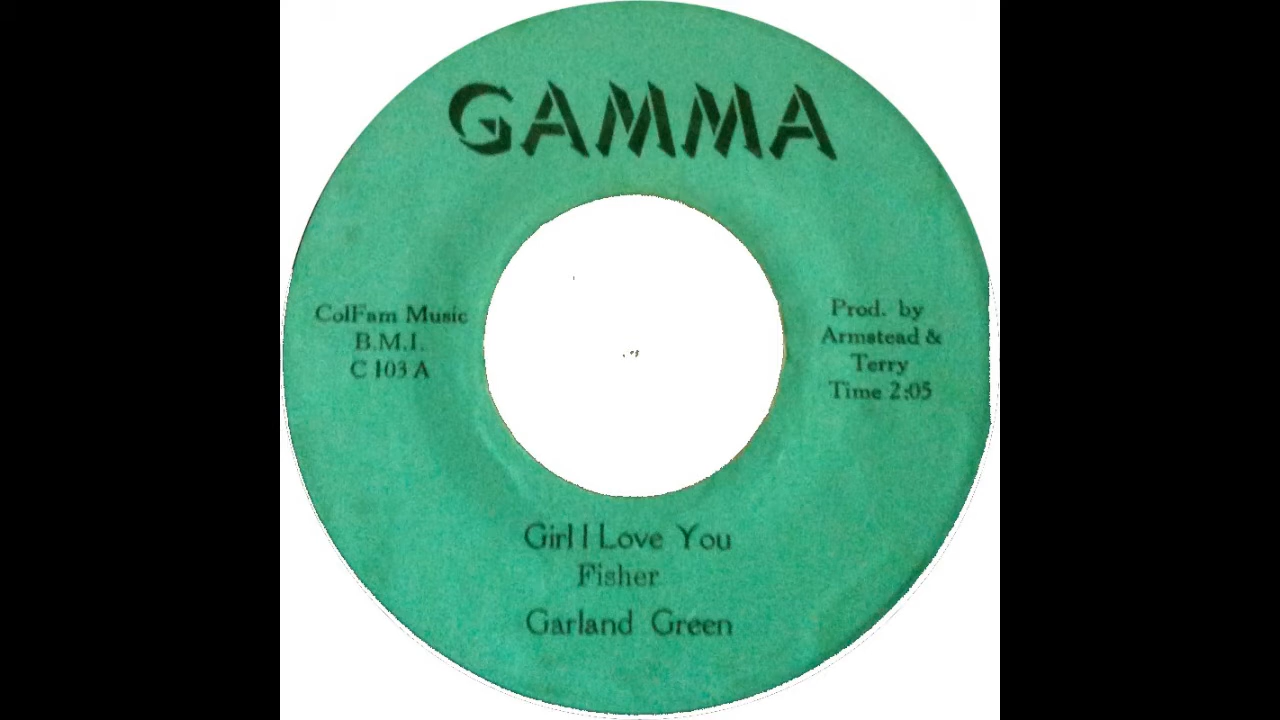 GAMMA
ColFam Music
B.M.I.
C 103 A
Prod. by
Armstead &
Terry
Time 2:05
Girl I Love You
Fisher
Garland Green